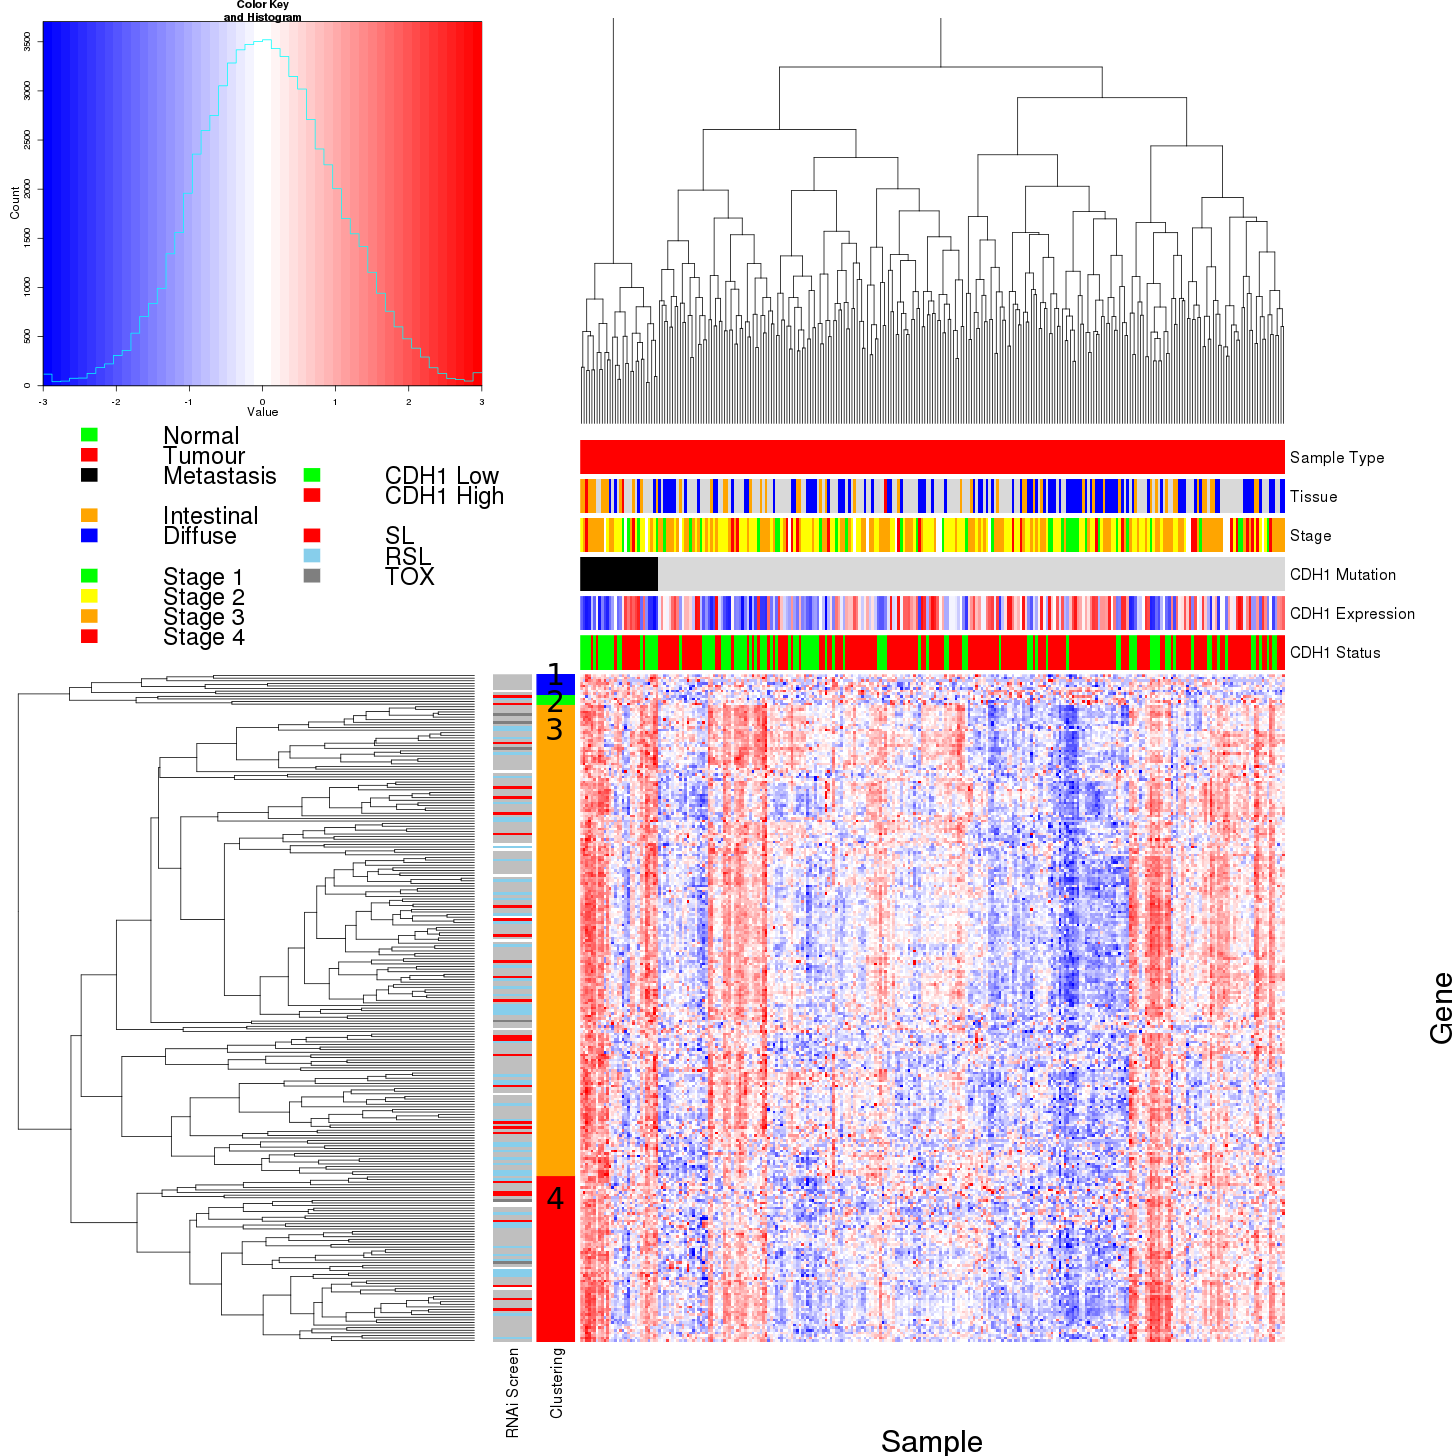 Color Key
and Histogram
Count
0
500
1000
1500
2000
2500
3000
3500
-3
-2
-1
0
1
2
3
Value
Normal
Tumour
Metastasis
Intestinal
Diffuse
Stage 1
Stage 2
Stage 3
Stage 4
CDH1 Low
CDH1 High
SL
RSL
TOX
Sample Type
Tissue
Stage
CDH1 Mutation
CDH1 Expression
CDH1 Status
1
2
3
4
RNAi Screen
Clustering
Gene
Sample